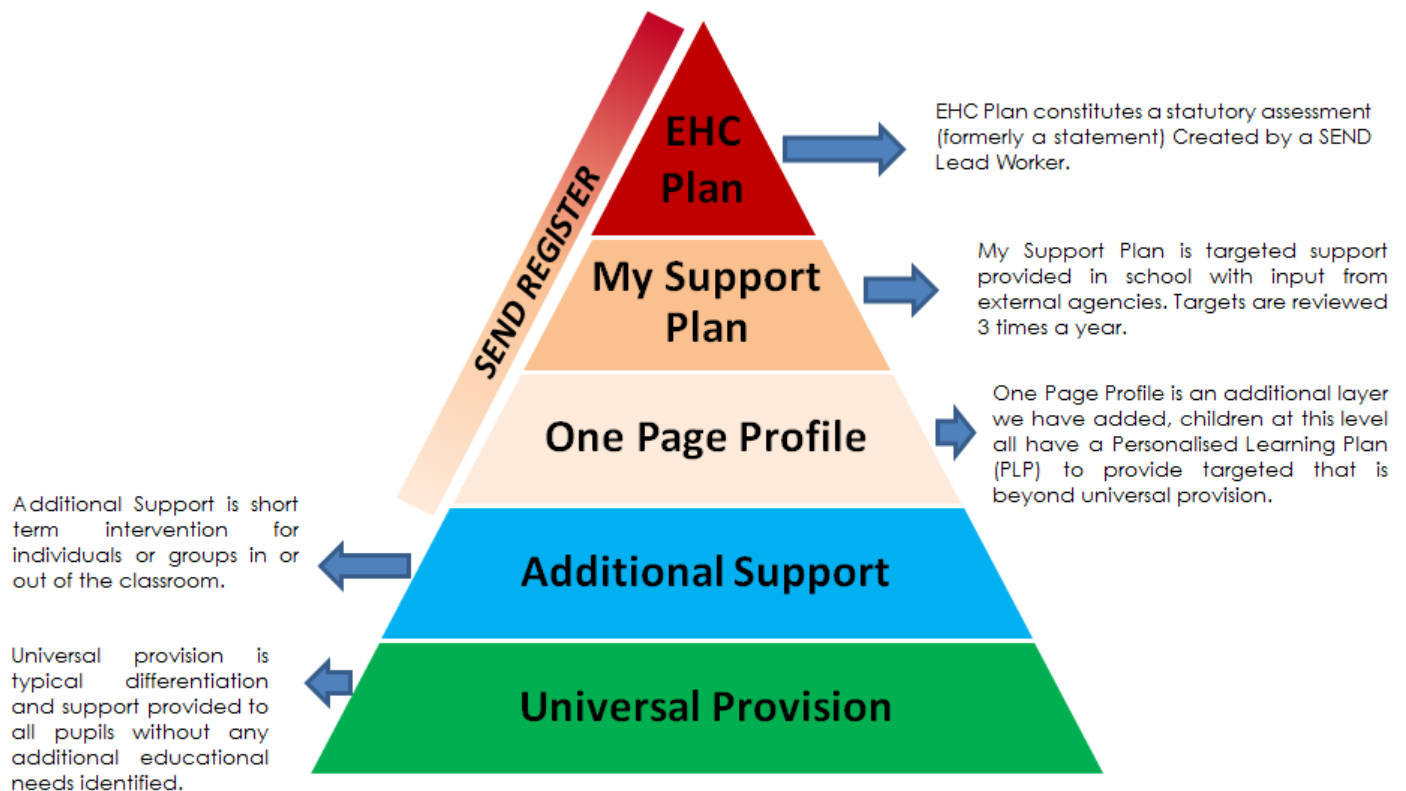 EHC
Plan
EHC Plan constitutes a statutory assessment
(formerly a statement) Created by a SEND
Lead Worker.
SEND REGISTER
My Support
Plan
My Support Plan is targeted support
provided in school with input from
external agencies. Targets are reviewed
3 times a year.
One Page Profile
One Page Profile is an additional layer
we have added, children at this level
all have a Personalised Learning Plan
(PLP) to provide targeted that is
beyond universal provision.
Additional Support is short
term intervention for
individuals or groups in or
out of the classroom.
Additional Support
Universal provision is
typical differentiation
and support provided to
all pupils without any
additional educational
needs identified.
Universal Provision